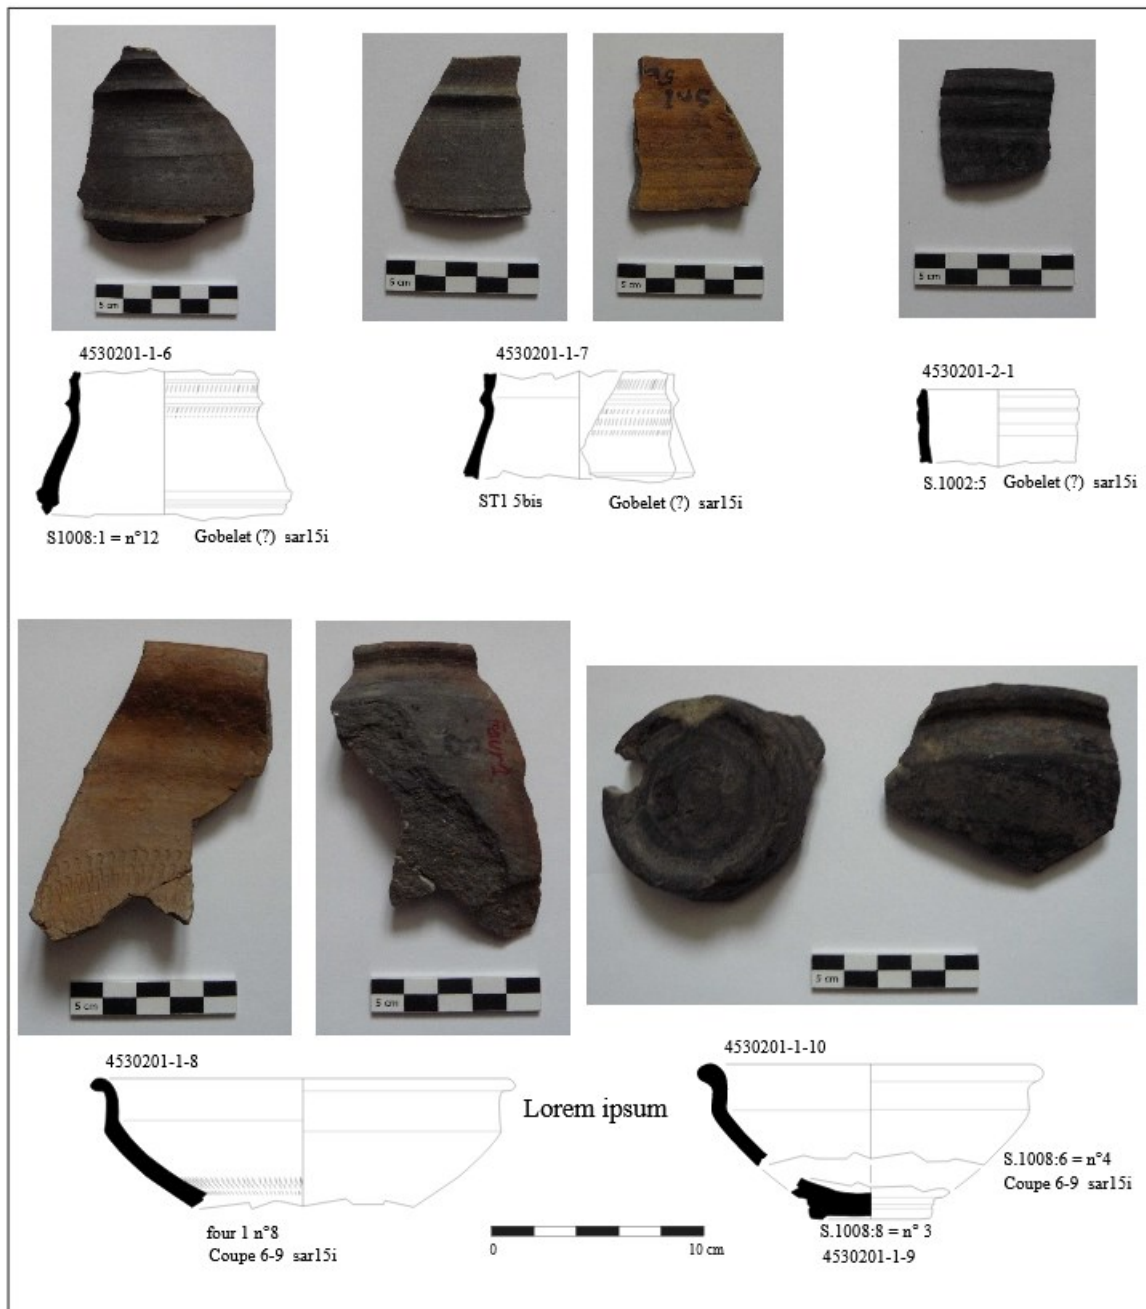 5 cm
5 cm
5 cm
5 cm
4530201-1-6
4530201-1-7
4530201-2-1
S1008:1 = n°12
Gobelet (?) sar15i
ST1 5bis
Gobelet (?) sar15i
S.1002:5
Gobelet (?) sar15i
5 cm
5 cm
5 cm
4530201-1-8
4530201-1-10
Lorem ipsum
S.1008:6 = n°4
Coupe 6-9 sar15i
four 1 n°8
Coupe 6-9 sar15i
0
10 cm
S.1008:8 = n° 3
4530201-1-9